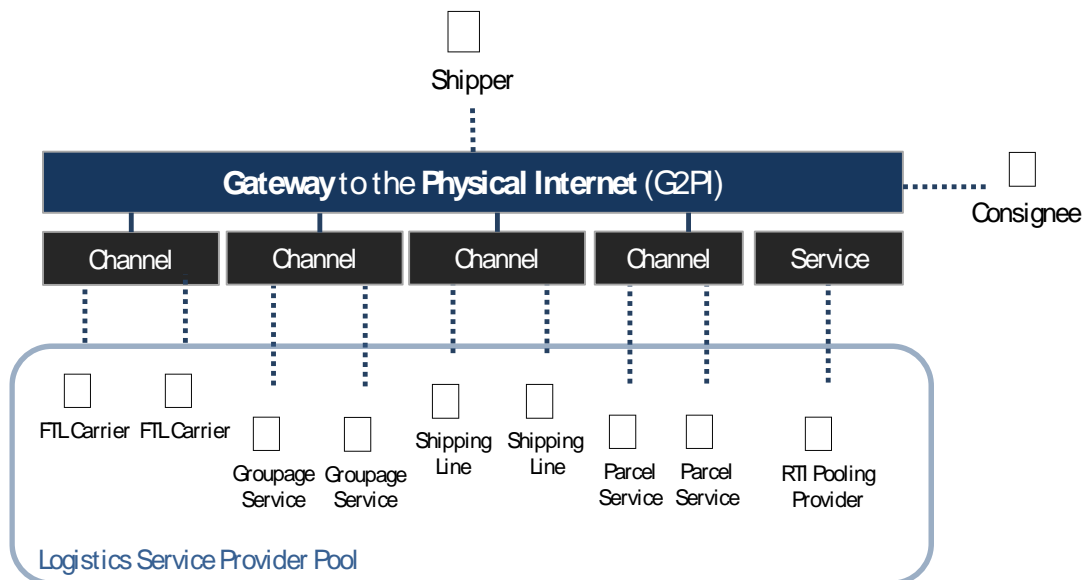 Shipper
Gateway to the Physical Internet (G2PI)
Consignee
Channel
Channel
Channel
Channel
Service
FTL Carrier
FTL Carrier
Groupage
Service
Groupage
Service
Shipping
Line
Shipping
Line
Parcel
Service
Parcel
Service
RTI Pooling
Provider
Logistics Service Provider Pool